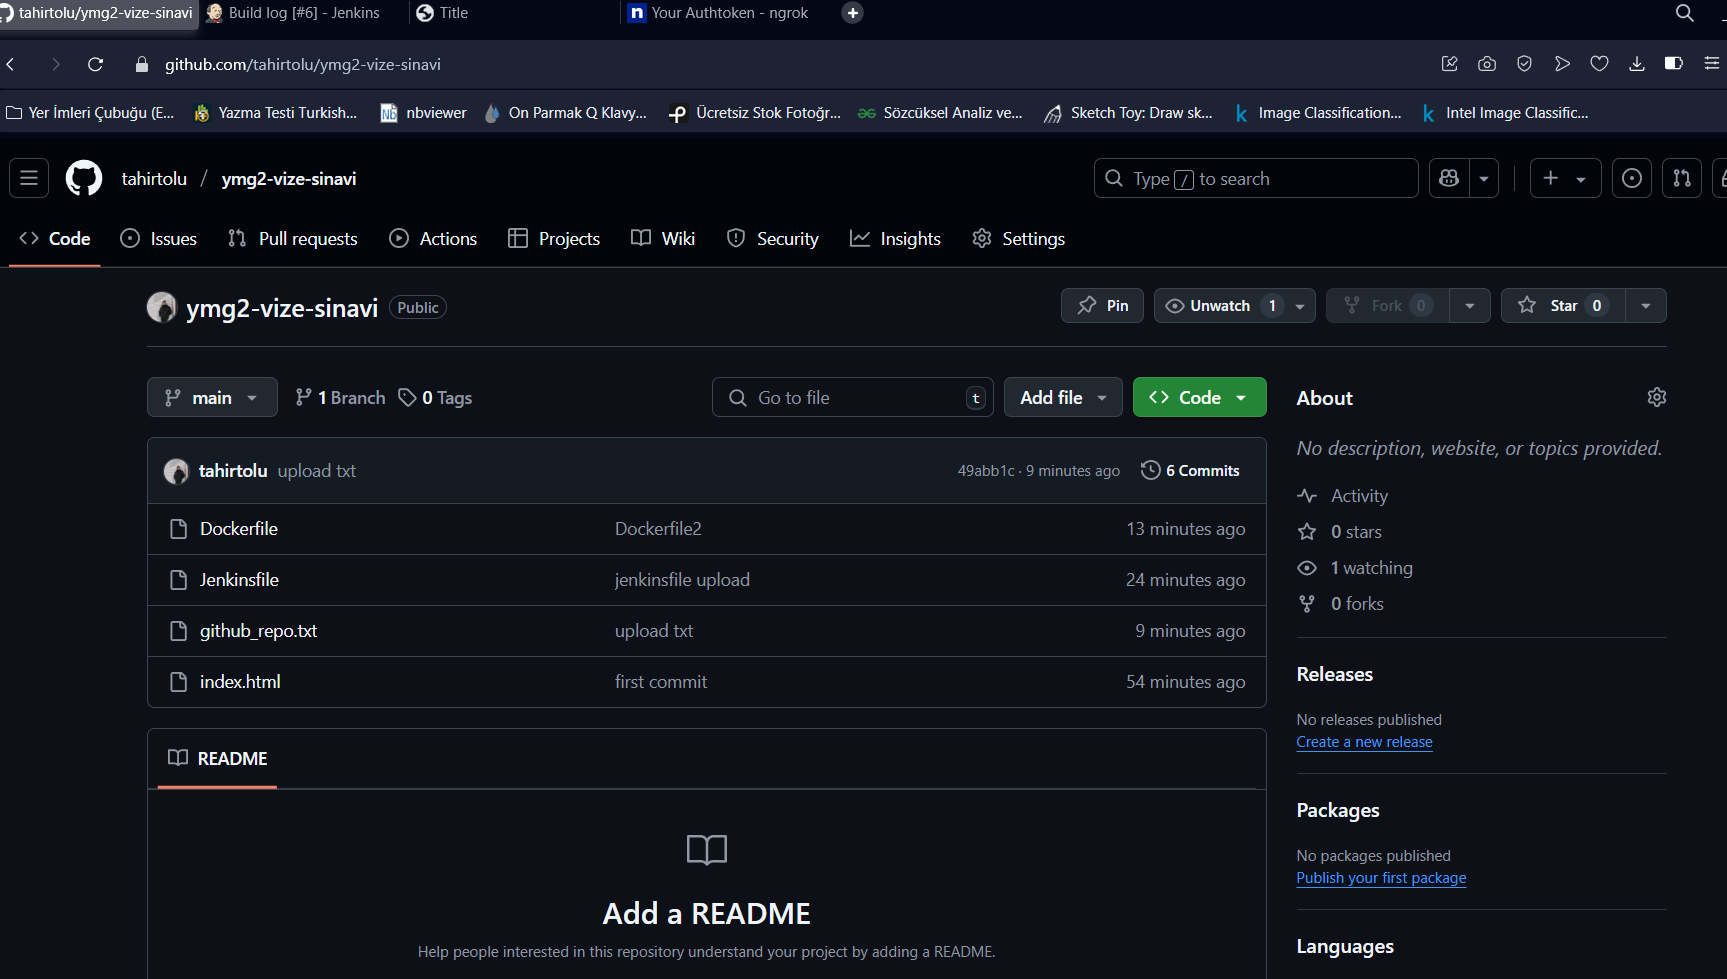 tahirtolu/ymg2-vize-sinavi Build log [#6] - Jenkins Title Your Authtoken - ngrok
github.com/tahirtolu/ymg2-vize-sinavi
Yer İmleri Çubuğu (E... Yazma Testi Turkish... nbviewer On Parmak Q Klavy... Ücretsiz Stok Fotoğr... Sözcüksel Analiz ve... Sketch Toy: Draw sk... Image Classification... Intel Image Classific...
tahirtolu / ymg2-vize-sinavi Type / to search
Code Issues Pull requests Actions Projects Wiki Security Insights Settings
ymg2-vize-sinavi Public Pin Unwatch 1 Fork 0 Star 0
main 1 Branch 0 Tags Go to file t Add file Code
About
No description, website, or topics provided.
tahirtolu upload txt 49abb1c · 9 minutes ago 6 Commits
Activity
Dockerfile Dockerfile2 13 minutes ago
0 stars
Jenkinsfile jenkinsfile upload 24 minutes ago
1 watching
0 forks
github_repo.txt upload txt 9 minutes ago
index.html first commit 54 minutes ago
Releases
No releases published
Create a new release
README
Packages
No packages published
Publish your first package
Add a README
Help people interested in this repository understand your project by adding a README.
Languages